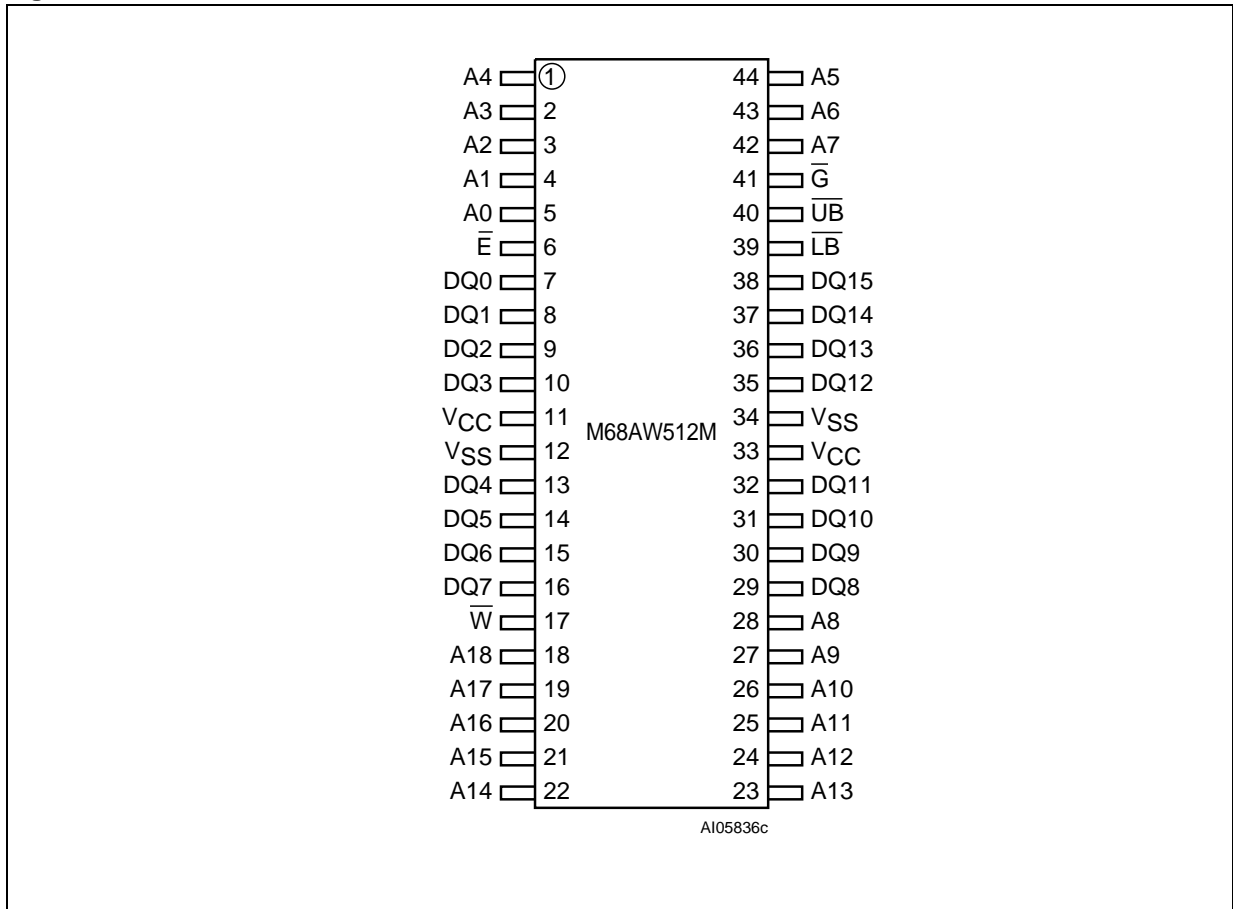 A4 1 44 A5
A3 2 43 A6
A2 3 42 A7
A1 4 41 G̅
A0 5 40 U̅B̅
E̅ 6 39 L̅B̅
DQ0 7 38 DQ15
DQ1 8 37 DQ14
DQ2 9 36 DQ13
DQ3 10 35 DQ12
VCC 11 34 VSS
M68AW512M
VSS 12 33 VCC
DQ4 13 32 DQ11
DQ5 14 31 DQ10
DQ6 15 30 DQ9
DQ7 16 29 DQ8
W̅ 17 28 A8
A18 18 27 A9
A17 19 26 A10
A16 20 25 A11
A15 21 24 A12
A14 22 23 A13
AI05836c